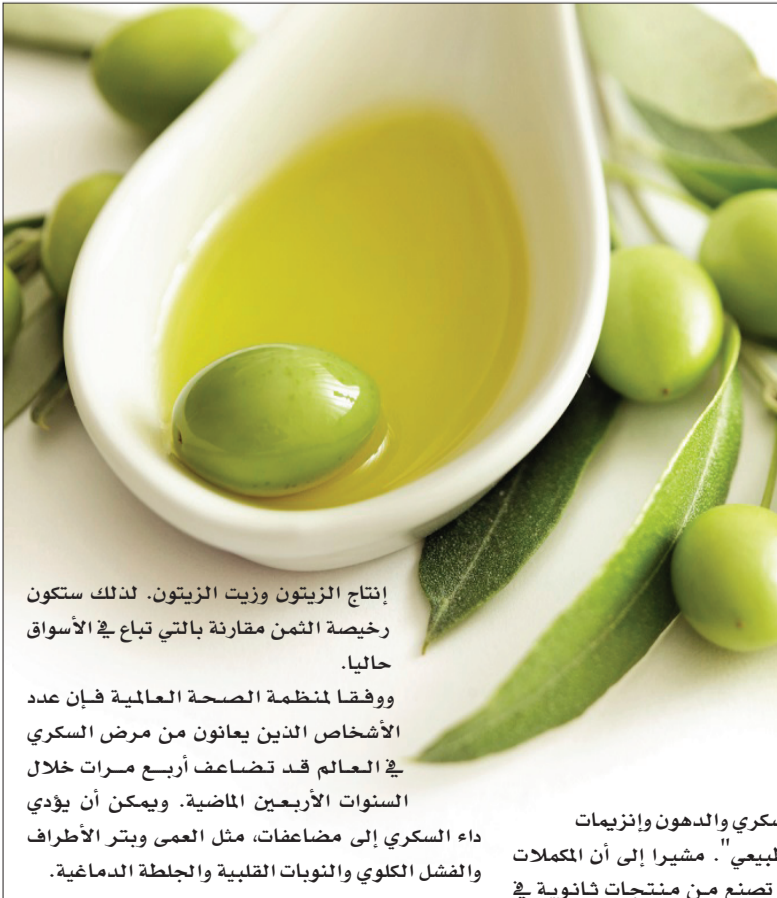 سكري والدهون وإنزيمات
لبيعي". مشيرا إلى أن المكملات
تصنع من منتجات ثانوية في
إنتاج الزيتون وزيت الزيتون. لذلك ستكون
رخيصة الثمن مقارنة بالتي تباع في الأسواق
حاليا.
ووفقا لمنظمة الصحة العالمية فإن عدد
الأشخاص الذين يعانون من مرض السكري
في العالم قد تضاعف أربع مرات خلال
السنوات الأربعين الماضية. ويمكن أن يؤدي
داء السكري إلى مضاعفات، مثل العمى وبتر الأطراف
والفشل الكلوي والنوبات القلبية والجلطة الدماغية.